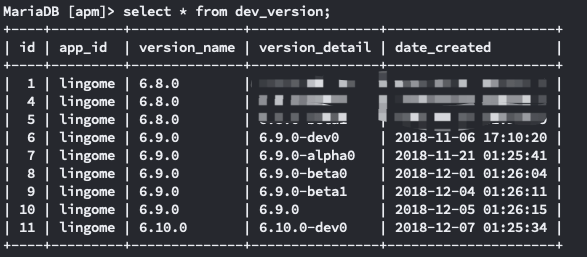 MariaDB [apm]> select * from dev_version;
+----+---------+--------------+----------------+---------------------+
| id | app_id | version_name | version_detail | date_created |
+----+---------+--------------+----------------+---------------------+
| 1 | lingome | 6.8.0 |
| 4 | lingome | 6.8.0 |
| 5 | lingome | 6.8.0 |
| 6 | lingome | 6.9.0 | 6.9.0-dev0 | 2018-11-06 17:10:20 |
| 7 | lingome | 6.9.0 | 6.9.0-alpha0 | 2018-11-21 01:25:41 |
| 8 | lingome | 6.9.0 | 6.9.0-beta0 | 2018-12-01 01:26:04 |
| 9 | lingome | 6.9.0 | 6.9.0-beta1 | 2018-12-04 01:26:11 |
| 10 | lingome | 6.9.0 | 6.9.0 | 2018-12-05 01:26:15 |
| 11 | lingome | 6.10.0 | 6.10.0-dev0 | 2018-12-07 01:25:34 |
+----+---------+--------------+----------------+---------------------+